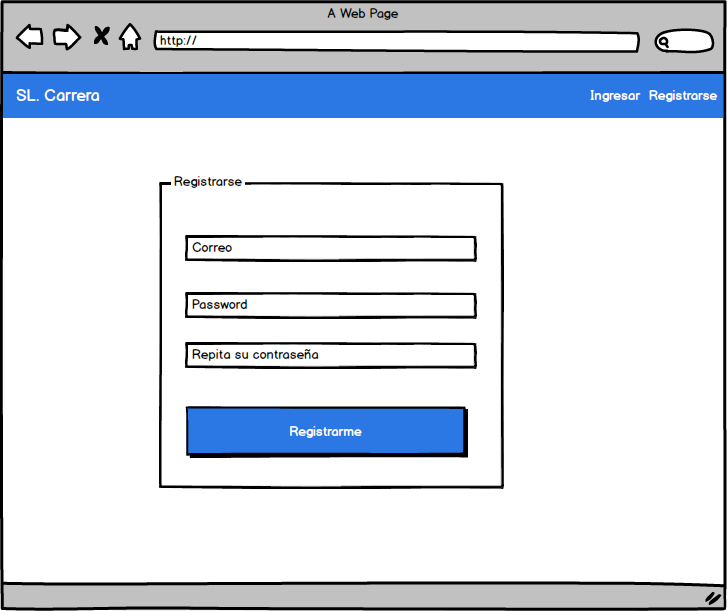 A Web Page
http://
SL. Carrera
Ingresar Registrarse
Registrarse
Correo
Password
Repita su contraseña
Registrarme